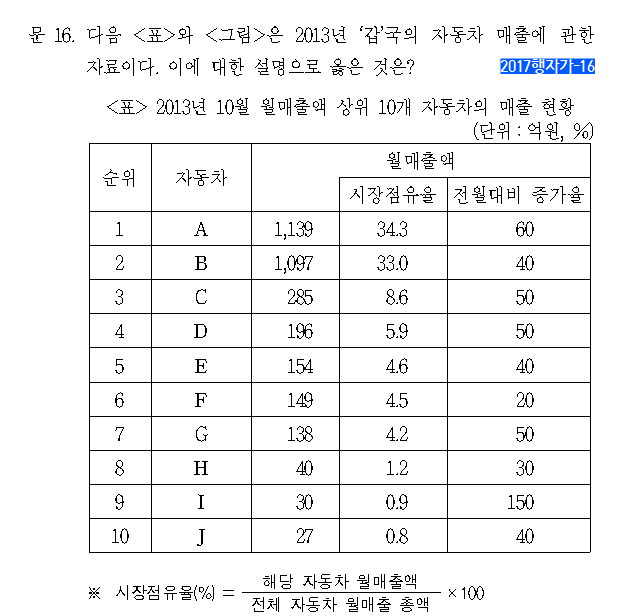 문 16. 다음 <표>와 <그림>은 2013년 ‘갑’국의 자동차 매출에 관한
자료이다. 이에 대한 설명으로 옳은 것은? 2017행자가-16
<표> 2013년 10월 월매출액 상위 10개 자동차의 매출 현황
(단위 : 억원, %)
순위 자동차 월매출액
시장점유율 전월대비 증가율
1 A 1,139 34.3 60
2 B 1,097 33.0 40
3 C 285 8.6 50
4 D 196 5.9 50
5 E 154 4.6 40
6 F 149 4.5 20
7 G 138 4.2 50
8 H 40 1.2 30
9 I 30 0.9 150
10 J 27 0.8 40
※ 시장점유율(%) = 해당 자동차 월매출액 / 전체 자동차 월매출 총액 × 100